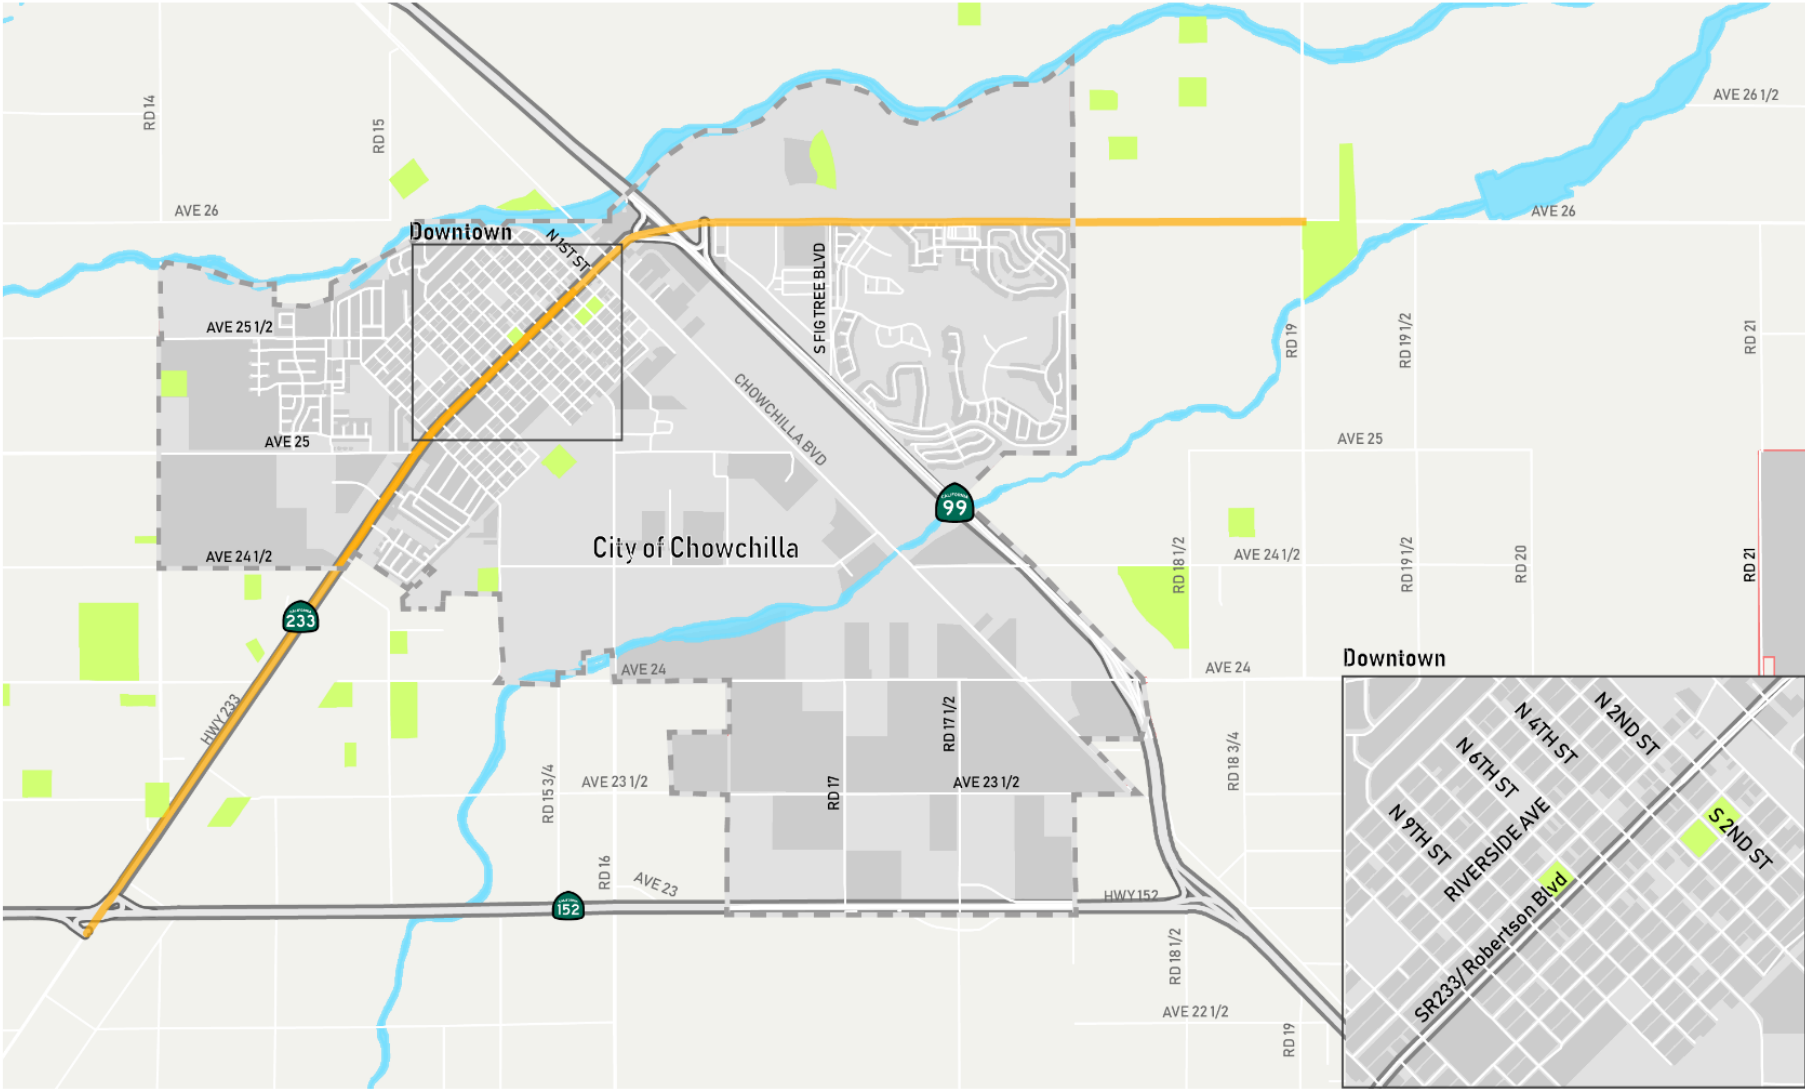 AVE 26 1/2
RD 14
RD 15
AVE 26
AVE 26
Downtown
N 1ST ST
S FIG TREE BLVD
AVE 25 1/2
RD 19
RD 19 1/2
RD 21
CHOWCHILLA BVD
AVE 25
AVE 25
CALIFORNIA
99
City of Chowchilla
AVE 24 1/2
RD 18 1/2
AVE 24 1/2
RD 19 1/2
RD 20
RD 21
CALIFORNIA
233
HWY 233
AVE 24
AVE 24
RD 17 1/2
RD 18 3/4
RD 15 3/4
AVE 23 1/2
RD 17
AVE 23 1/2
RD 16
AVE 23
HWY 152
CALIFORNIA
152
RD 18 1/2
AVE 22 1/2
RD 19
Downtown
N 2ND ST
N 4TH ST
N 6TH ST
N 9TH ST
RIVERSIDE AVE
S 2ND ST
SR233/ Robertson Blvd